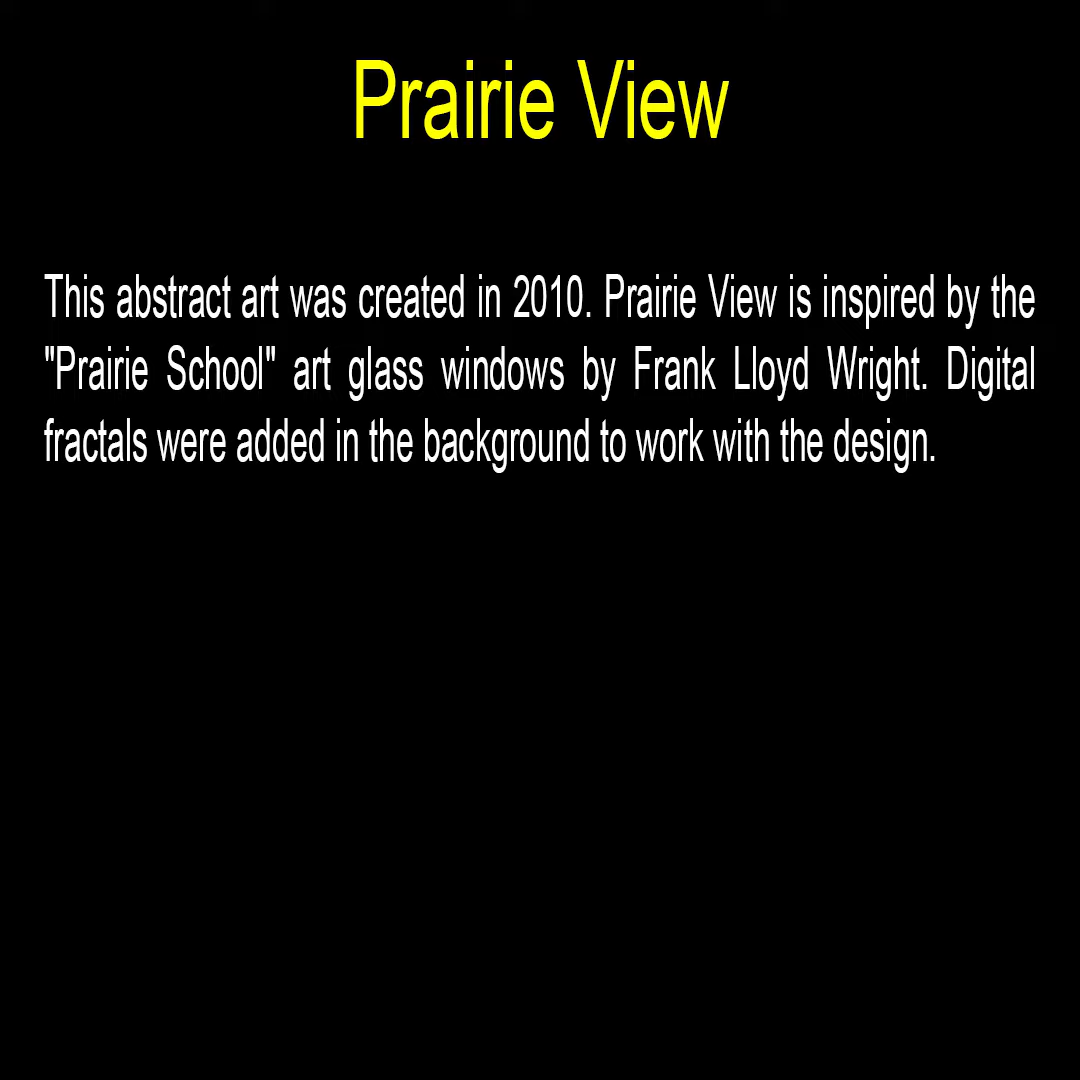 Prairie View
This abstract art was created in 2010. Prairie View is inspired by the
"Prairie School" art glass windows by Frank Lloyd Wright. Digital
fractals were added in the background to work with the design.